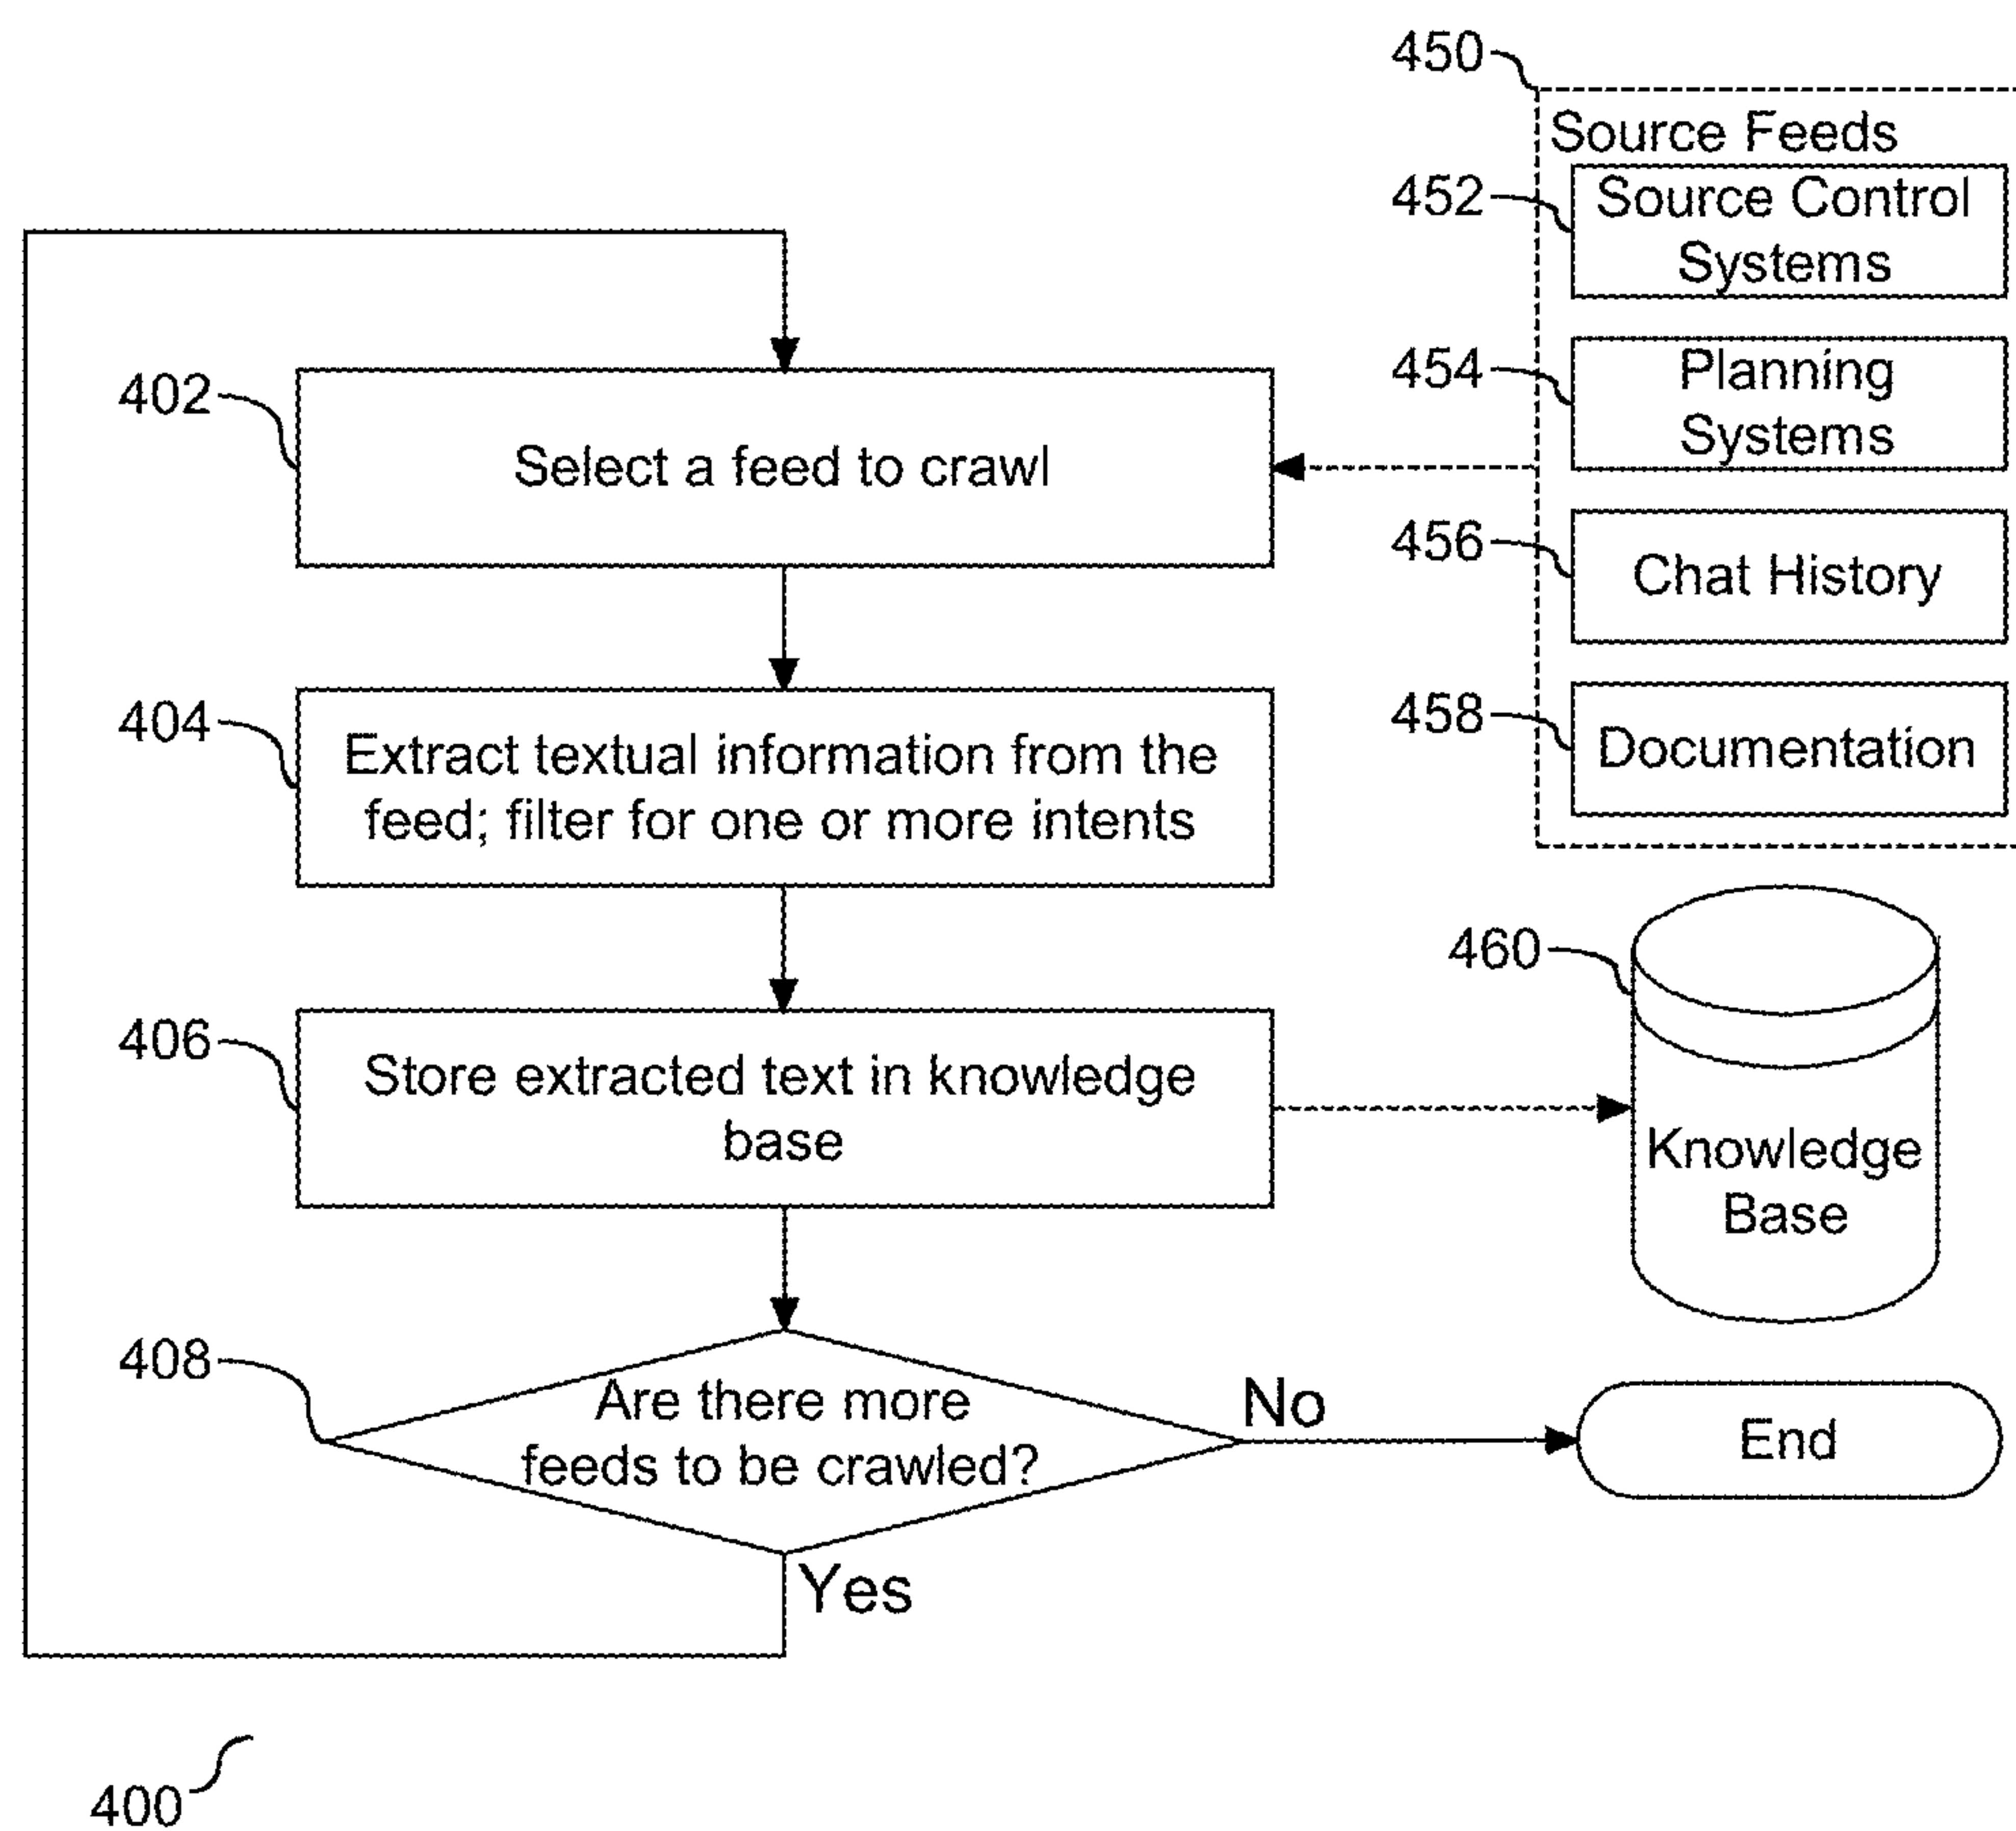 450
Source Feeds
452
Source Control
Systems
454
Planning
Systems
456
Chat History
458
Documentation
402
Select a feed to crawl
404
Extract textual information from the
feed; filter for one or more intents
406
Store extracted text in knowledge
base
460
Knowledge
Base
408
Are there more
feeds to be crawled?
No
End
Yes
400